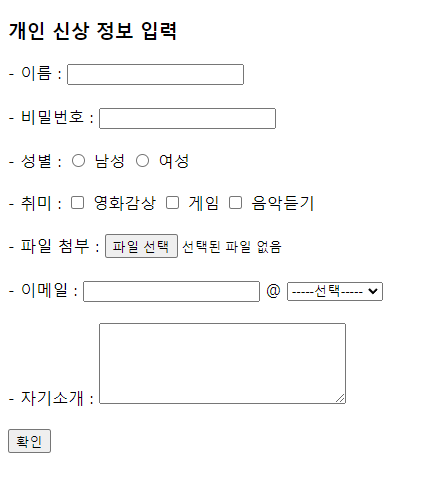 개인 신상 정보 입력
- 이름 :
- 비밀번호 :
- 성별 : 남성 여성
- 취미 : 영화감상 게임 음악듣기
- 파일 첨부 : 파일 선택 선택된 파일 없음
- 이메일 : @ -----선택-----
- 자기소개 :
확인